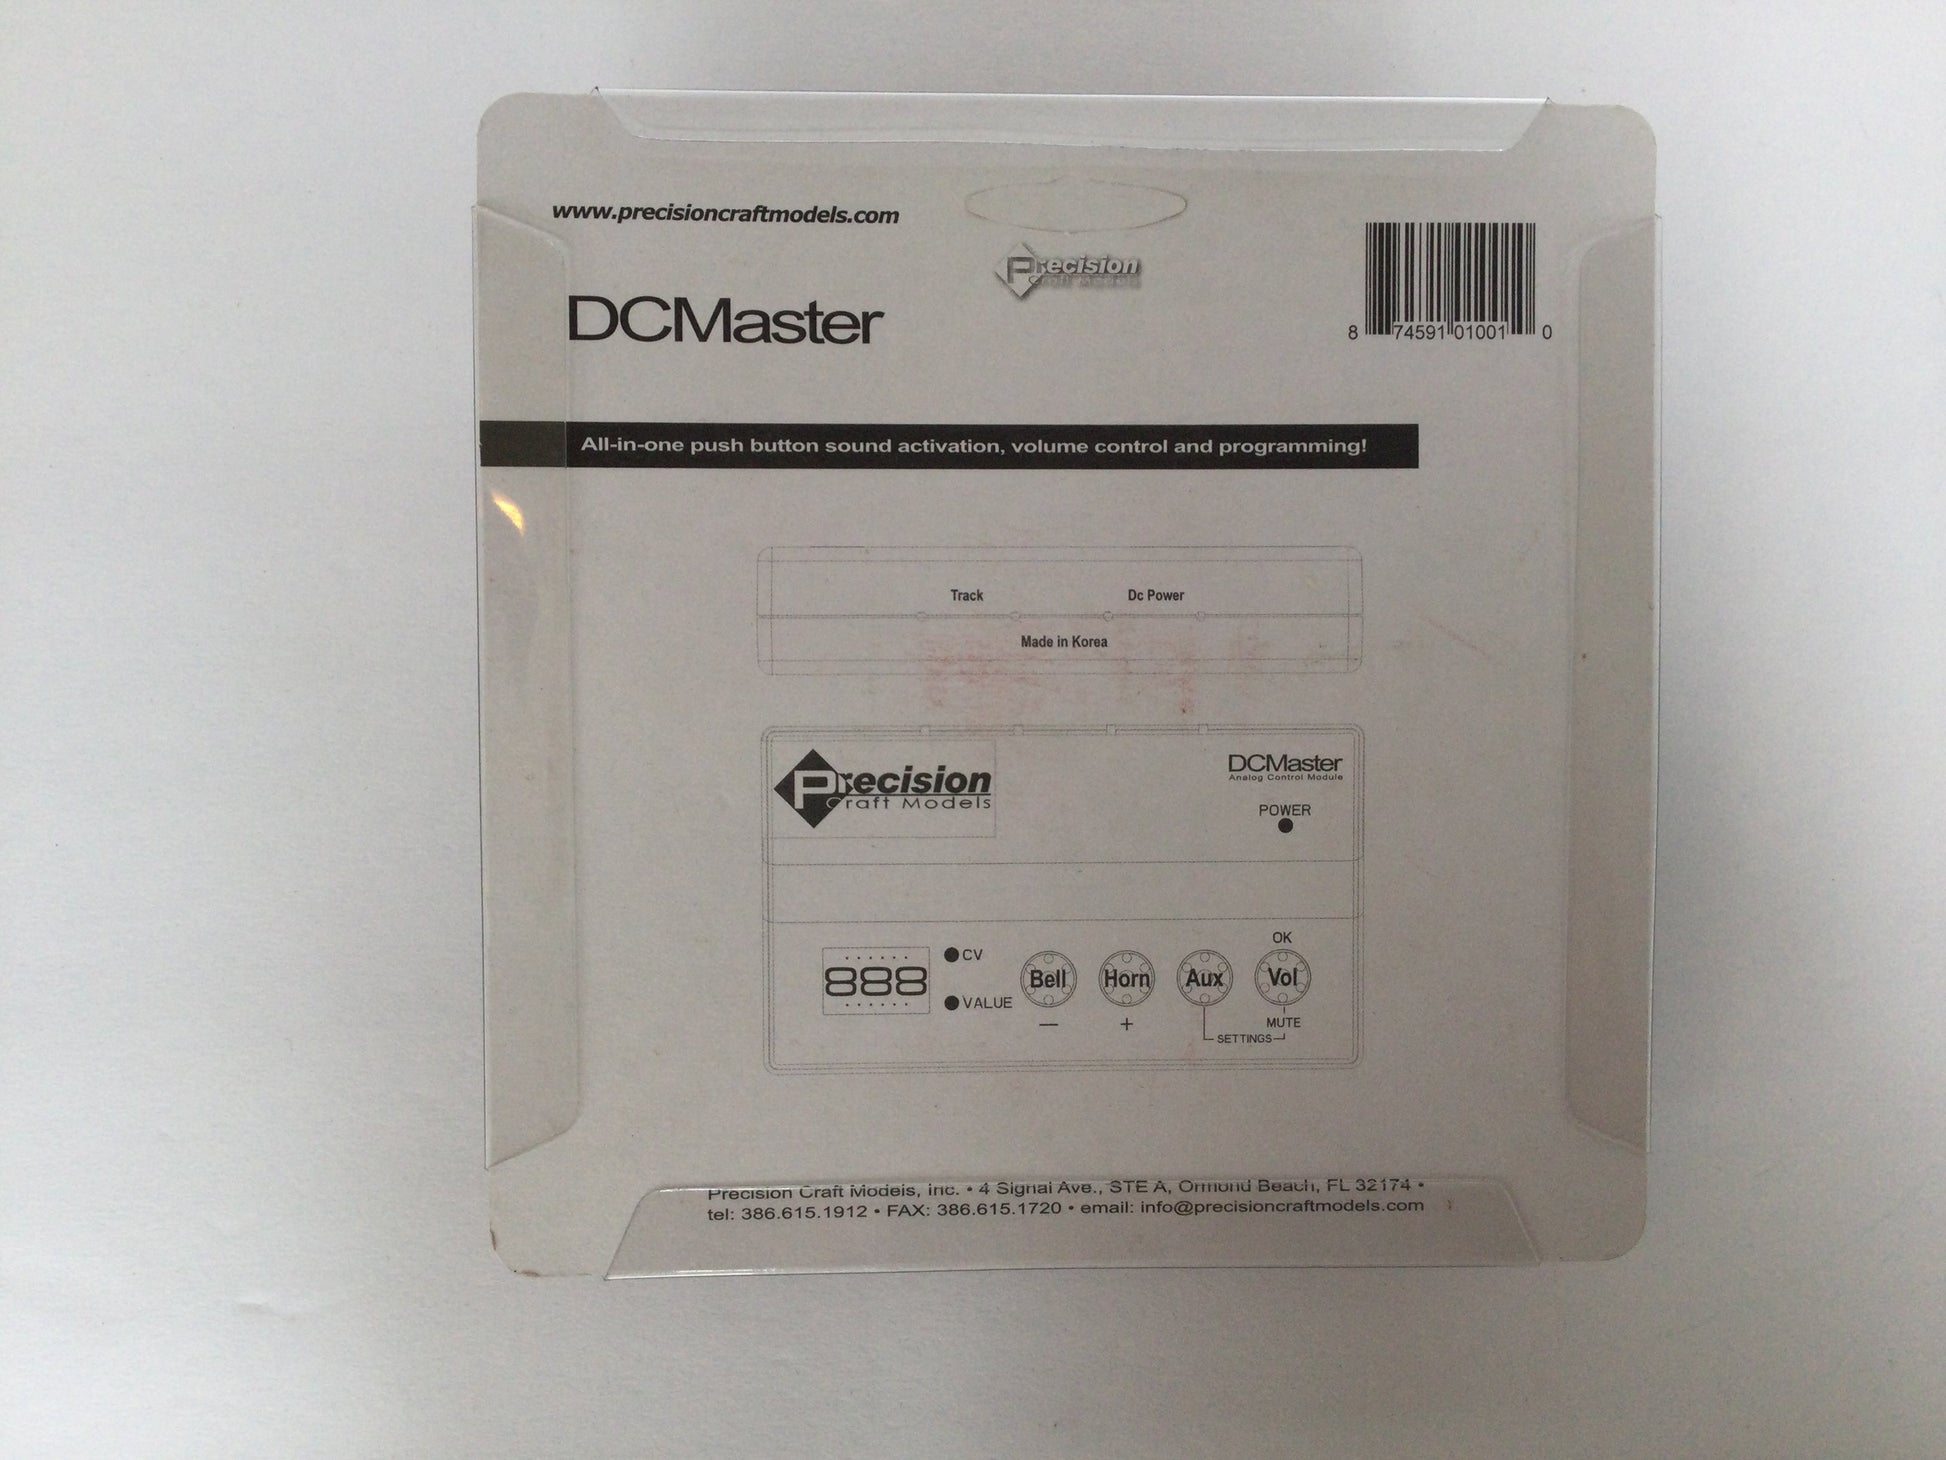 www.precisioncraftmodels.com
Precision
Craft Models
DCMaster
8 74591 01001 0
All-in-one push button sound activation, volume control and programming!
Track Dc Power
Made in Korea
Precision
Craft Models
DCMaster
Analog Control Module
POWER
OK
888
CV
VALUE
Bell Horn Aux Vol
— + MUTE
SETTINGS
Precision Craft Models, inc. • 4 Signal Ave., STE A, Ormond Beach, FL 32174 •
tel: 386.615.1912 • FAX: 386.615.1720 • email: info@precisioncraftmodels.com